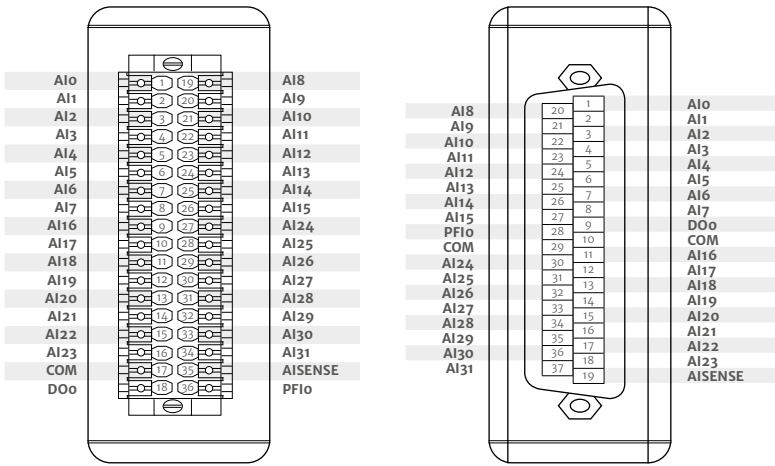 AI0 1 19 AI8
AI1 2 20 AI9
AI2 3 21 AI10
AI3 4 22 AI11
AI4 5 23 AI12
AI5 6 24 AI13
AI6 7 25 AI14
AI7 8 26 AI15
AI16 9 27 AI24
AI17 10 28 AI25
AI18 11 29 AI26
AI19 12 30 AI27
AI20 13 31 AI28
AI21 14 32 AI29
AI22 15 33 AI30
AI23 16 34 AI31
COM 17 35 AISENSE
DO0 18 36 PFI0
1 AI0
AI8 20
2 AI1
AI9 21
3 AI2
AI10 22
4 AI3
AI11 23
5 AI4
AI12 24
6 AI5
AI13 25
7 AI6
AI14 26
8 AI7
AI15 27
9 DO0
PFI0 28
10 COM
COM 29
11 AI16
AI24 30
12 AI17
AI25 31
13 AI18
AI26 32
14 AI19
AI27 33
15 AI20
AI28 34
16 AI21
AI29 35
17 AI22
AI30 36
18 AI23
AI31 37
19 AISENSE